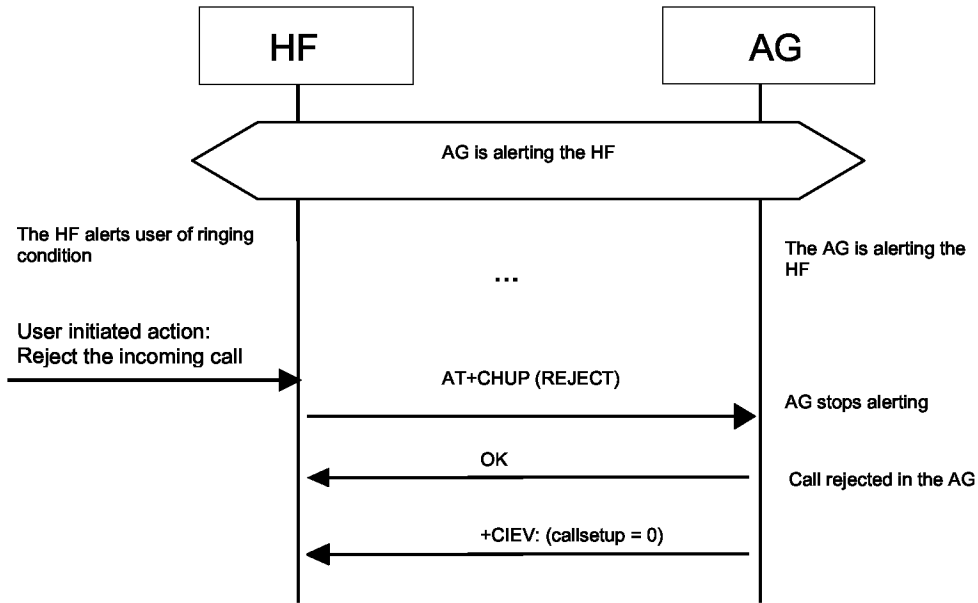 HF
AG
AG is alerting the HF
The HF alerts user of ringing
condition
The AG is alerting the
HF
...
User initiated action:
Reject the incoming call
AT+CHUP (REJECT)
AG stops alerting
OK
Call rejected in the AG
+CIEV: (callsetup = 0)